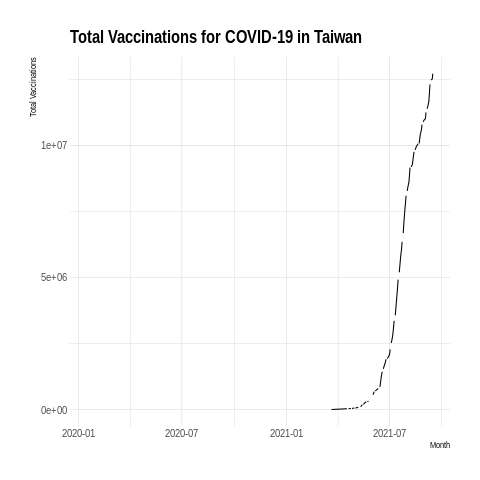 Total Vaccinations for COVID-19 in Taiwan
Total Vaccinations
1e+07
5e+06
0e+00
2020-01 2020-07 2021-01 2021-07
Month